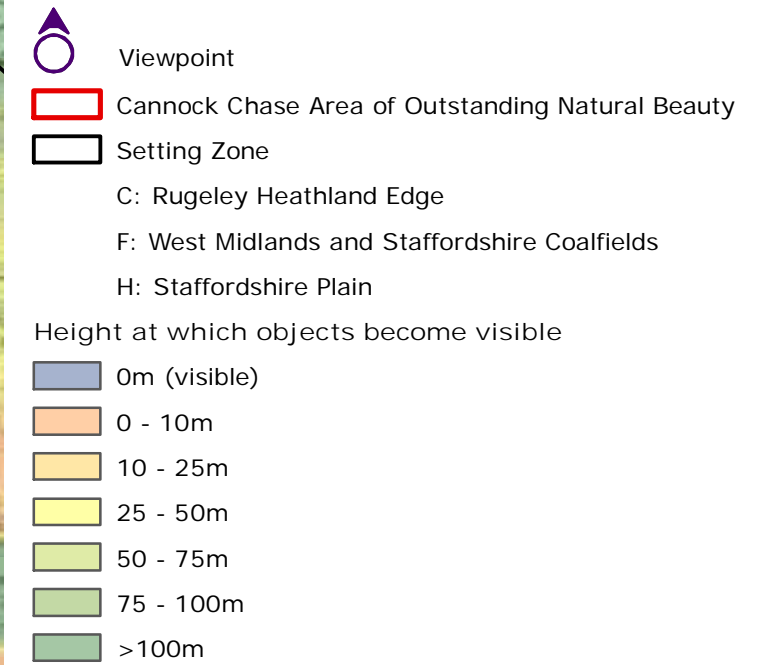 Viewpoint
Cannock Chase Area of Outstanding Natural Beauty
Setting Zone
C: Rugeley Heathland Edge
F: West Midlands and Staffordshire Coalfields
H: Staffordshire Plain
Height at which objects become visible
0m (visible)
0 - 10m
10 - 25m
25 - 50m
50 - 75m
75 - 100m
>100m